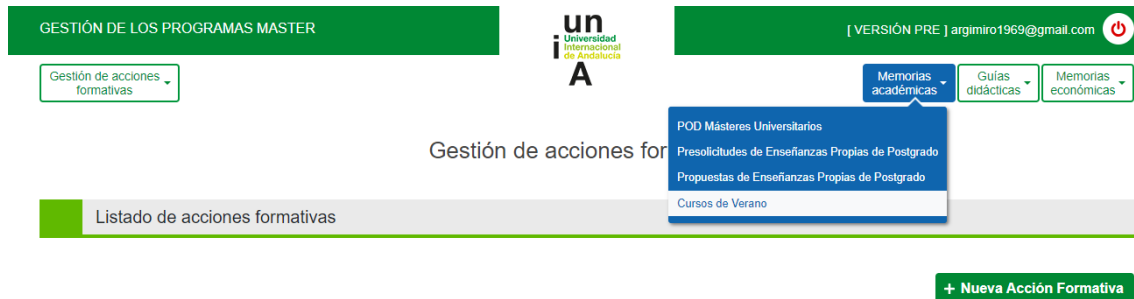 GESTIÓN DE LOS PROGRAMAS MASTER
un
i
A
Universidad
Internacional
de Andalucía
[ VERSIÓN PRE ] argimiro1969@gmail.com
Gestión de acciones
formativas
Memorias
académicas
Guías
didácticas
Memorias
económicas
POD Másteres Universitarios
Presolicitudes de Enseñanzas Propias de Postgrado
Propuestas de Enseñanzas Propias de Postgrado
Cursos de Verano
Gestión de acciones for
Listado de acciones formativas
+ Nueva Acción Formativa